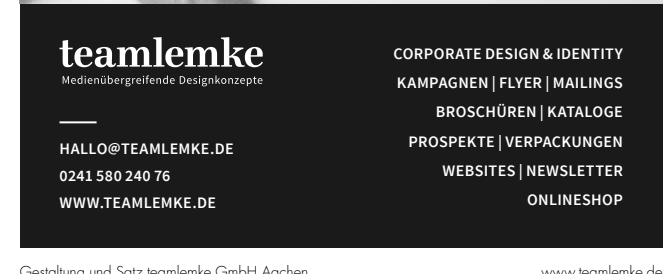 teamlemke
Medienübergreifende Designkonzepte
HALLO@TEAMLEMKE.DE
0241 580 240 76
WWW.TEAMLEMKE.DE
CORPORATE DESIGN & IDENTITY
KAMPAGNEN | FLYER | MAILINGS
BROSCHÜREN | KATALOGE
PROSPEKTE | VERPACKUNGEN
WEBSITES | NEWSLETTER
ONLINESHOP
Gestaltung und Satz teamlemke GmbH Aachen
www.teamlemke.de